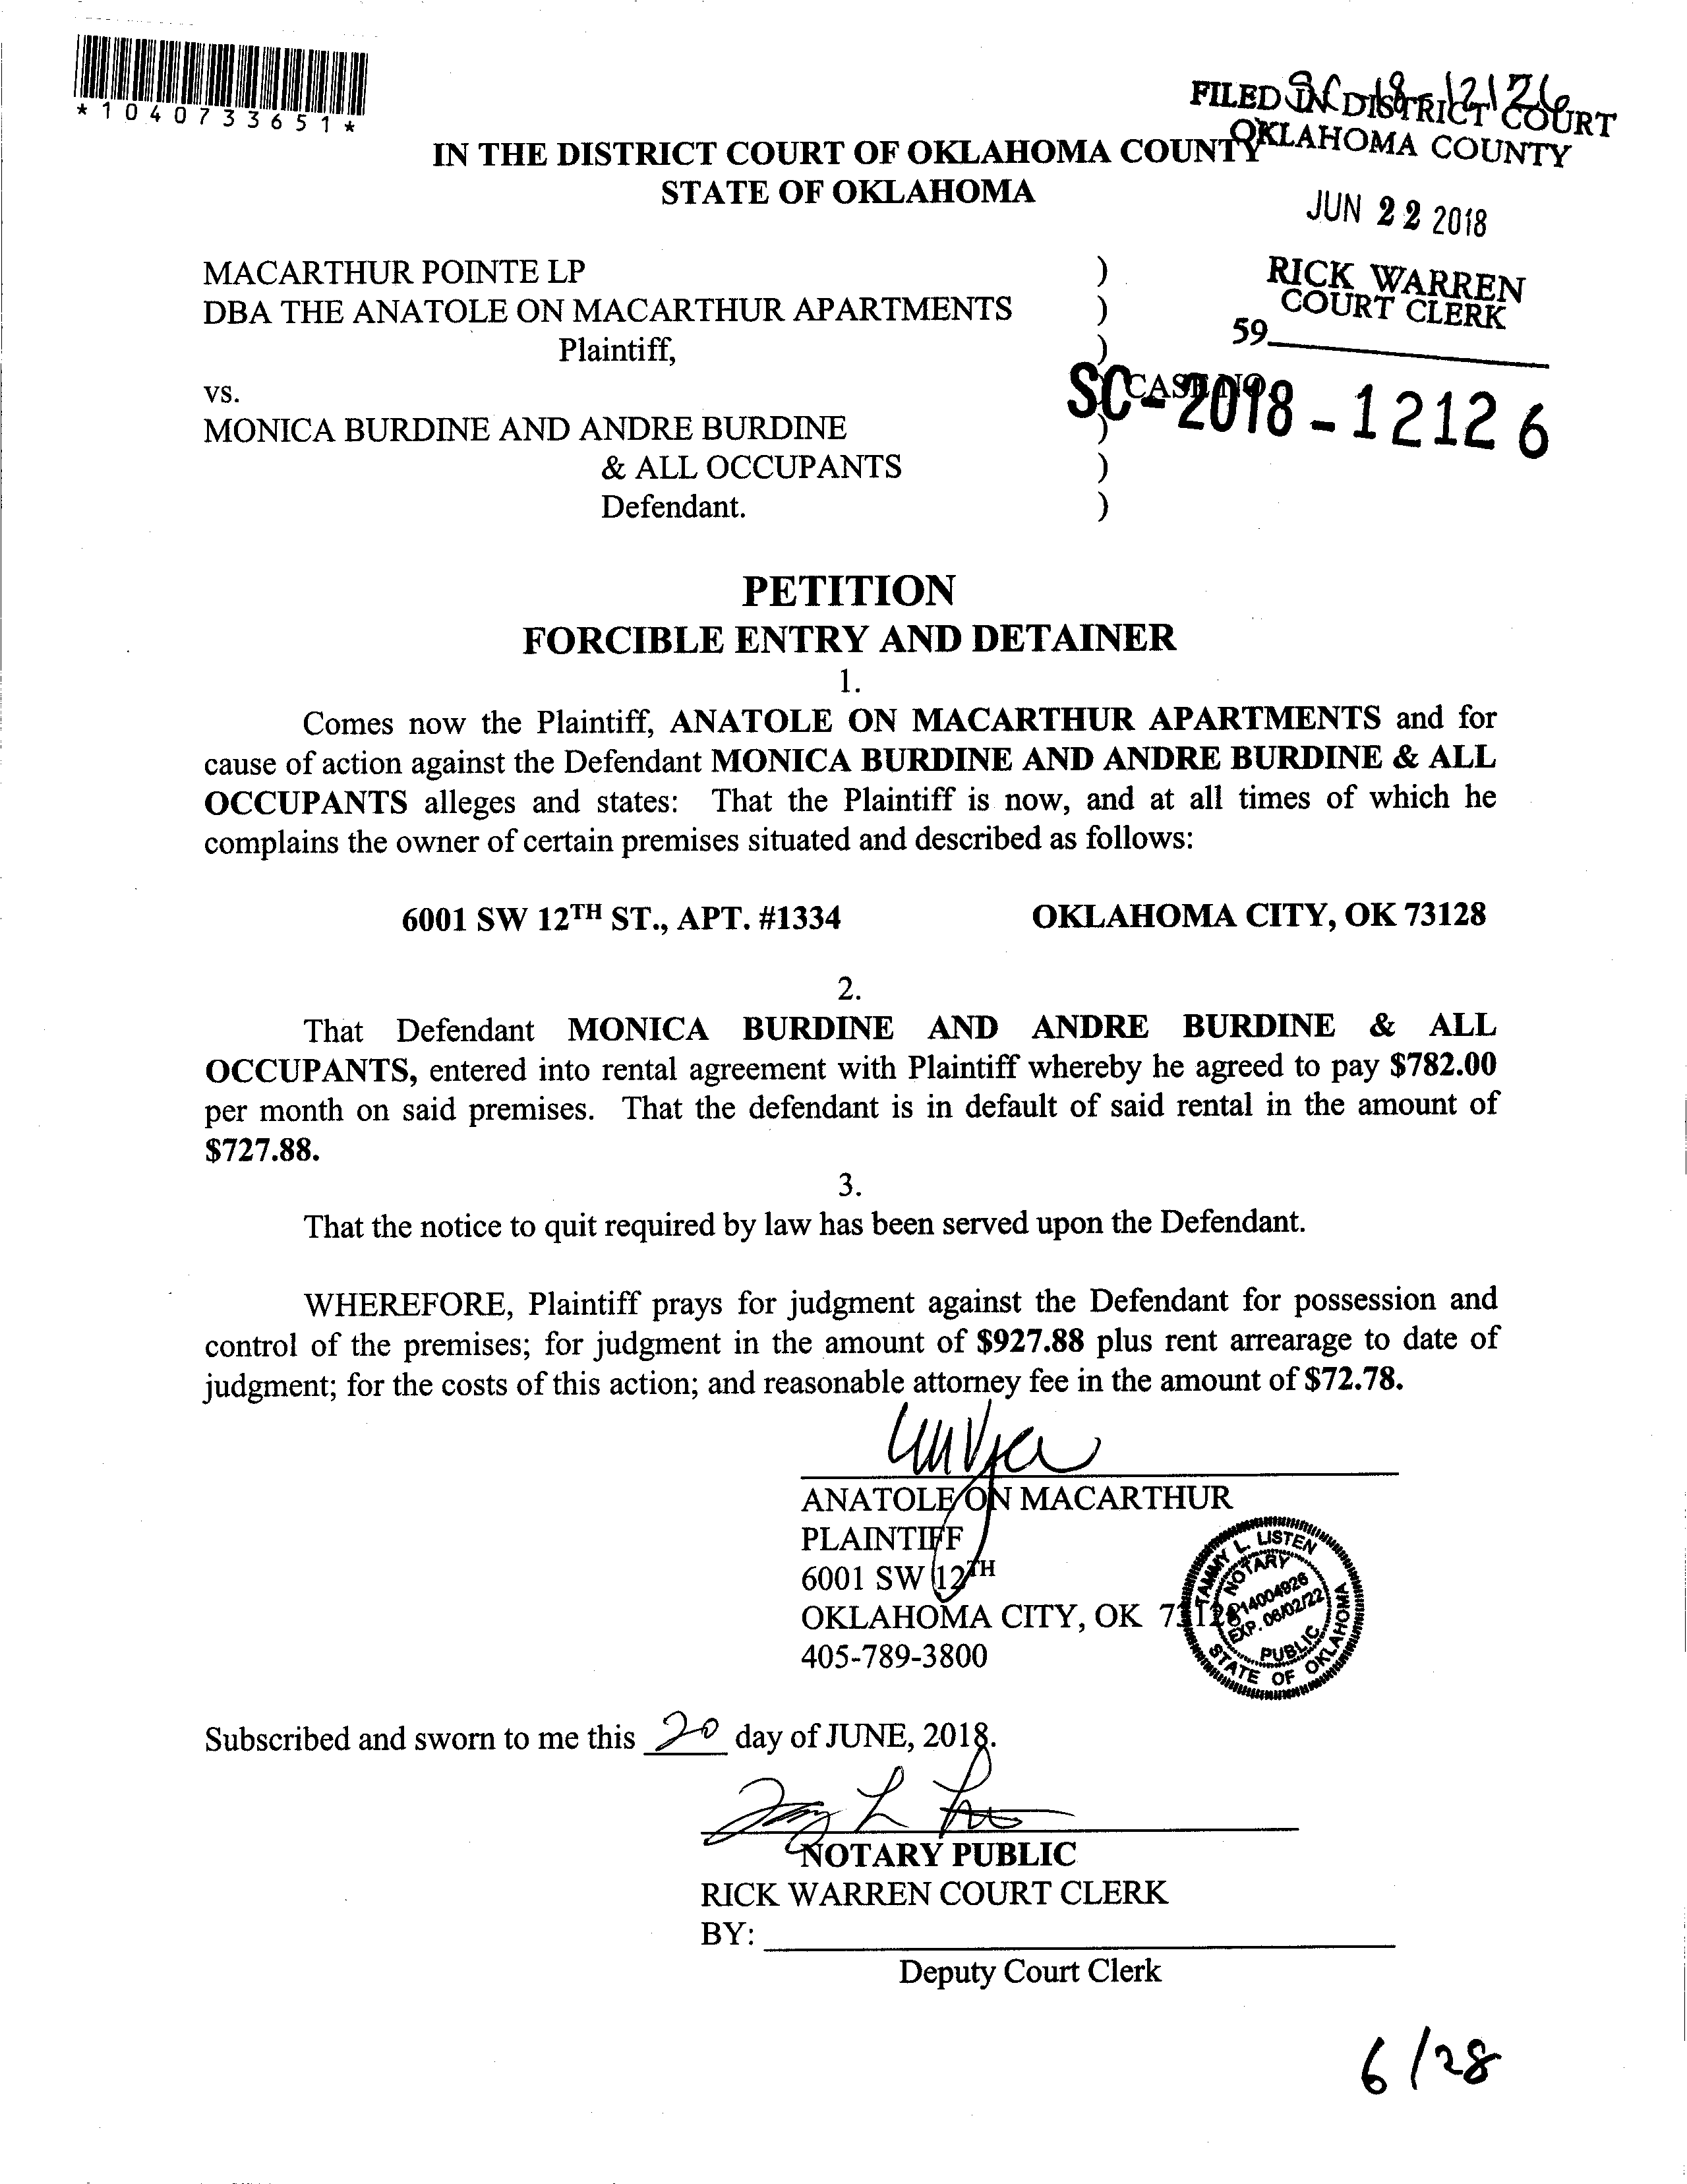 *1040733651*
SC-18-12126
FILED IN DISTRICT COURT
OKLAHOMA COUNTY
IN THE DISTRICT COURT OF OKLAHOMA COUNTY
STATE OF OKLAHOMA
JUN 22 2018
MACARTHUR POINTE LP )
DBA THE ANATOLE ON MACARTHUR APARTMENTS )
Plaintiff, )
RICK WARREN
COURT CLERK
59
vs. ) CASE NO.
SC-2018-12126
MONICA BURDINE AND ANDRE BURDINE )
& ALL OCCUPANTS )
Defendant. )
PETITION
FORCIBLE ENTRY AND DETAINER
1.
Comes now the Plaintiff, ANATOLE ON MACARTHUR APARTMENTS and for
cause of action against the Defendant MONICA BURDINE AND ANDRE BURDINE & ALL
OCCUPANTS alleges and states: That the Plaintiff is now, and at all times of which he
complains the owner of certain premises situated and described as follows:
6001 SW 12TH ST., APT. #1334 OKLAHOMA CITY, OK 73128
2.
That Defendant MONICA BURDINE AND ANDRE BURDINE & ALL
OCCUPANTS, entered into rental agreement with Plaintiff whereby he agreed to pay $782.00
per month on said premises. That the defendant is in default of said rental in the amount of
$727.88.
3.
That the notice to quit required by law has been served upon the Defendant.
WHEREFORE, Plaintiff prays for judgment against the Defendant for possession and
control of the premises; for judgment in the amount of $927.88 plus rent arrearage to date of
judgment; for the costs of this action; and reasonable attorney fee in the amount of $72.78.
ANATOLE ON MACARTHUR
PLAINTIFF
6001 SW 12TH
OKLAHOMA CITY, OK 73128
405-789-3800
TAMMY L. LISTEN
NOTARY
# 14004926
EXP. 06/02/22
PUBLIC
STATE OF OKLAHOMA
Subscribed and sworn to me this 20 day of JUNE, 2018.
NOTARY PUBLIC
RICK WARREN COURT CLERK
BY:
Deputy Court Clerk
6/28